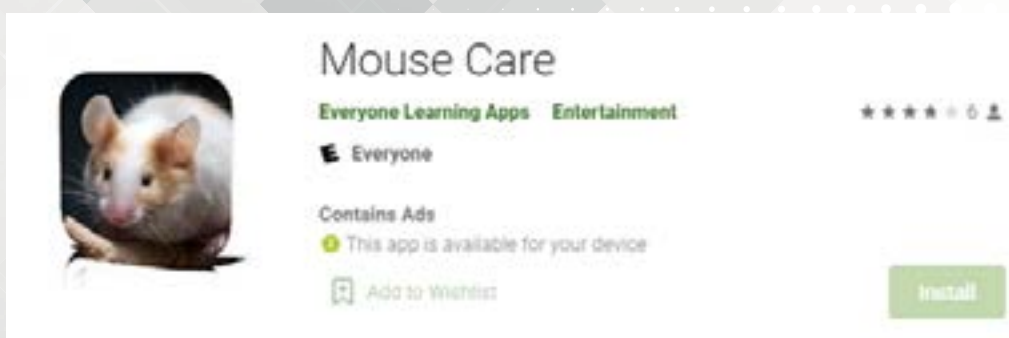 Mouse Care
Everyone Learning Apps Entertainment 6
E Everyone
Contains Ads
This app is available for your device
Add to Wishlist
Install